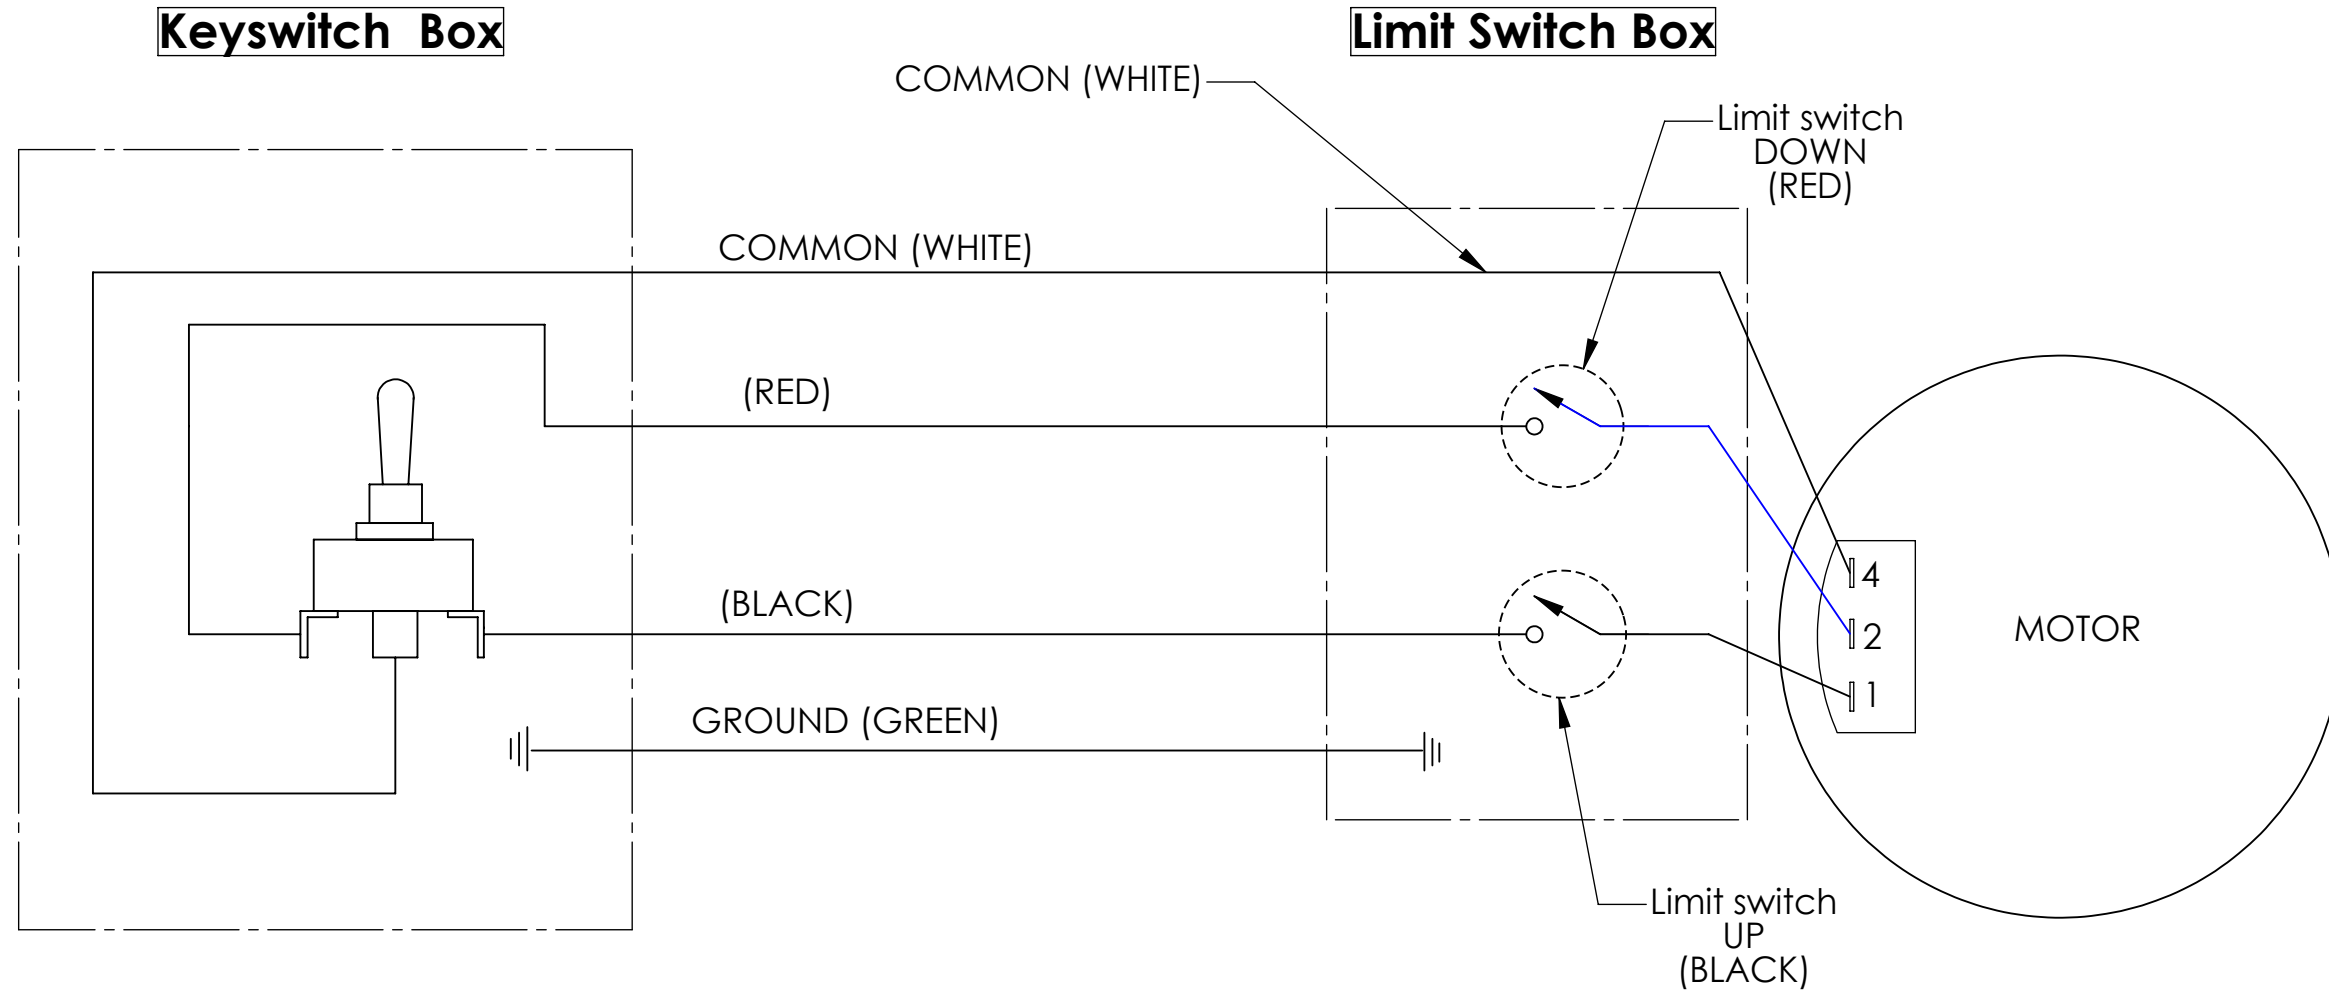 Keyswitch  Box
Limit Switch Box
COMMON (WHITE)
Limit switch
DOWN
(RED)
COMMON (WHITE)
(RED)
(BLACK)
GROUND (GREEN)
4
2
1
MOTOR
Limit switch
UP
(BLACK)